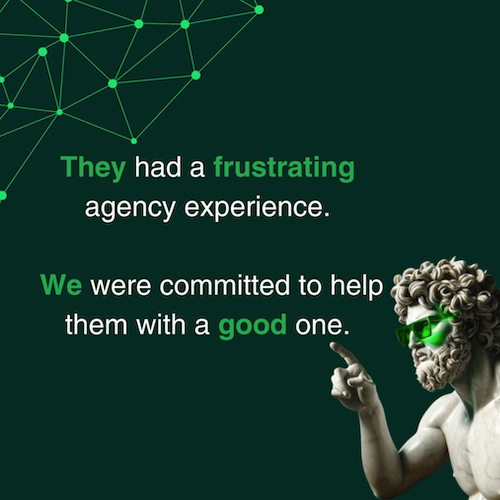 They had a frustrating
agency experience.
We were committed to help
them with a good one.